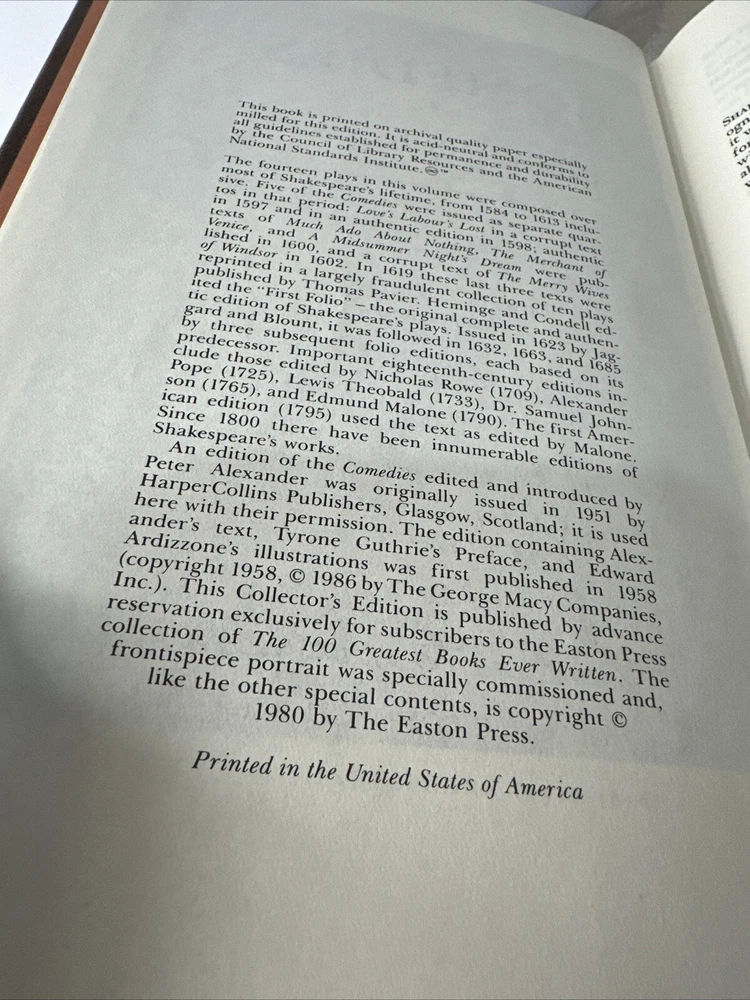 This book is printed on archival quality paper especially
milled for this edition. It is acid-neutral and conforms to
all guidelines established for permanence and durability
by the Council of Library Resources and the American
National Standards Institute.∞™
The fourteen plays in this volume were composed over
most of Shakespeare's lifetime, from 1584 to 1613 inclu-
sive. Five of the Comedies were issued as separate quar-
tos in that period: Love's Labour's Lost in a corrupt text
in 1597 and in an authentic edition in 1598; authentic
texts of Much Ado About Nothing, The Merchant of
Venice, and A Midsummer Night's Dream were pub-
lished in 1600, and a corrupt text of The Merry Wives
of Windsor in 1602. In 1619 these last three texts were
reprinted in a largely fraudulent collection of ten plays
published by Thomas Pavier. Heminge and Condell ed-
ited the "First Folio" – the original complete and authen-
tic edition of Shakespeare's plays. Issued in 1623 by Jag-
gard and Blount, it was followed in 1632, 1663, and 1685
by three subsequent folio editions, each based on its
predecessor. Important eighteenth-century editions in-
clude those edited by Nicholas Rowe (1709), Alexander
Pope (1725), Lewis Theobald (1733), Dr. Samuel John-
son (1765), and Edmund Malone (1790). The first Amer-
ican edition (1795) used the text as edited by Malone.
Since 1800 there have been innumerable editions of
Shakespeare's works.
An edition of the Comedies edited and introduced by
Peter Alexander was originally issued in 1951 by
HarperCollins Publishers, Glasgow, Scotland; it is used
here with their permission. The edition containing Alex-
ander's text, Tyrone Guthrie's Preface, and Edward
Ardizzone's illustrations was first published in 1958
(copyright 1958, © 1986 by The George Macy Companies,
Inc.). This Collector's Edition is published by advance
reservation exclusively for subscribers to the Easton Press
collection of The 100 Greatest Books Ever Written. The
frontispiece portrait was specially commissioned and,
like the other special contents, is copyright ©
1980 by The Easton Press.
Printed in the United States of America